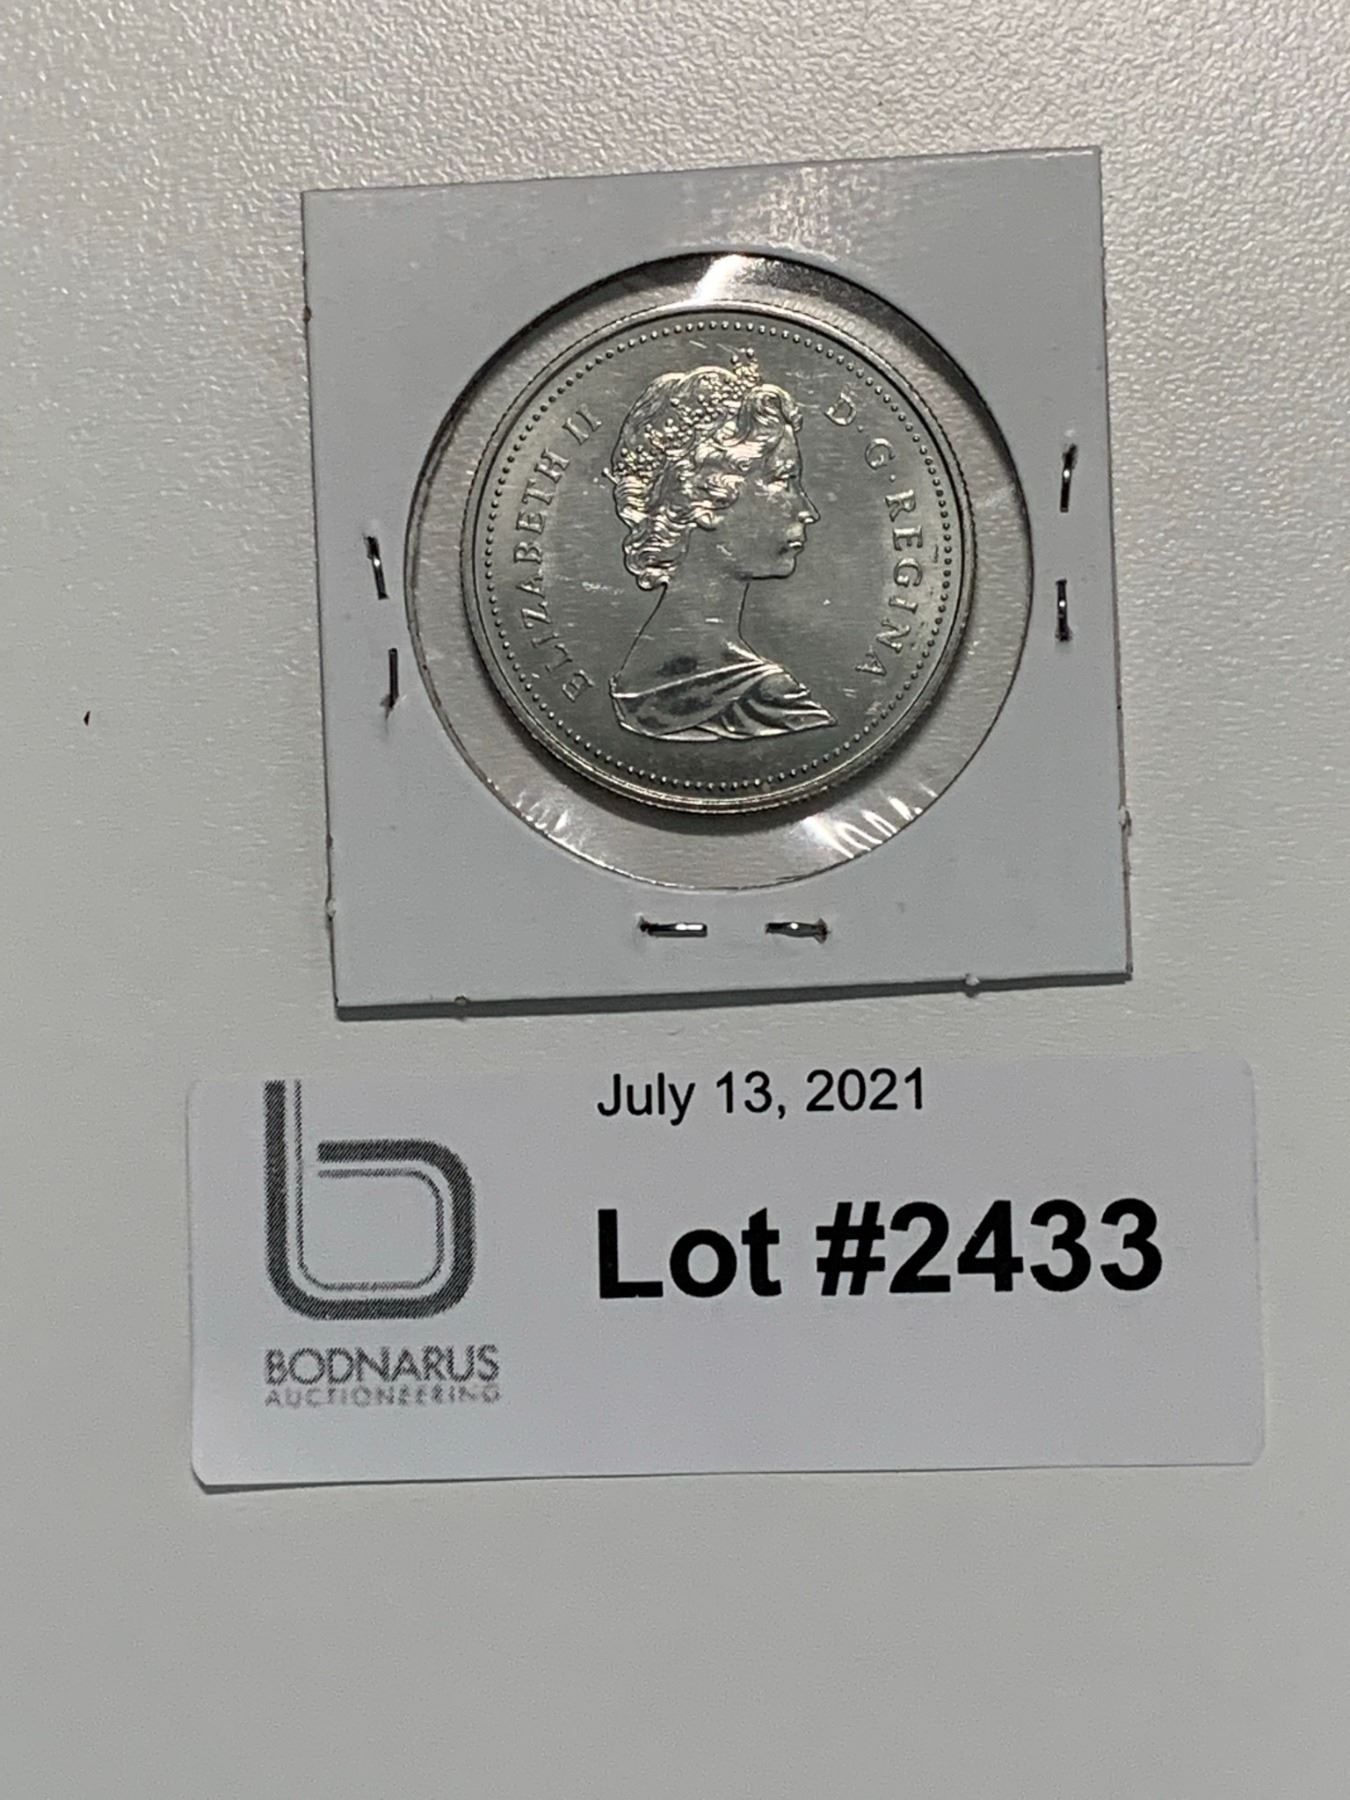 ELIZABETH II D·G·REGINA
July 13, 2021
Lot #2433
BODNARUS
AUCTIONEERING